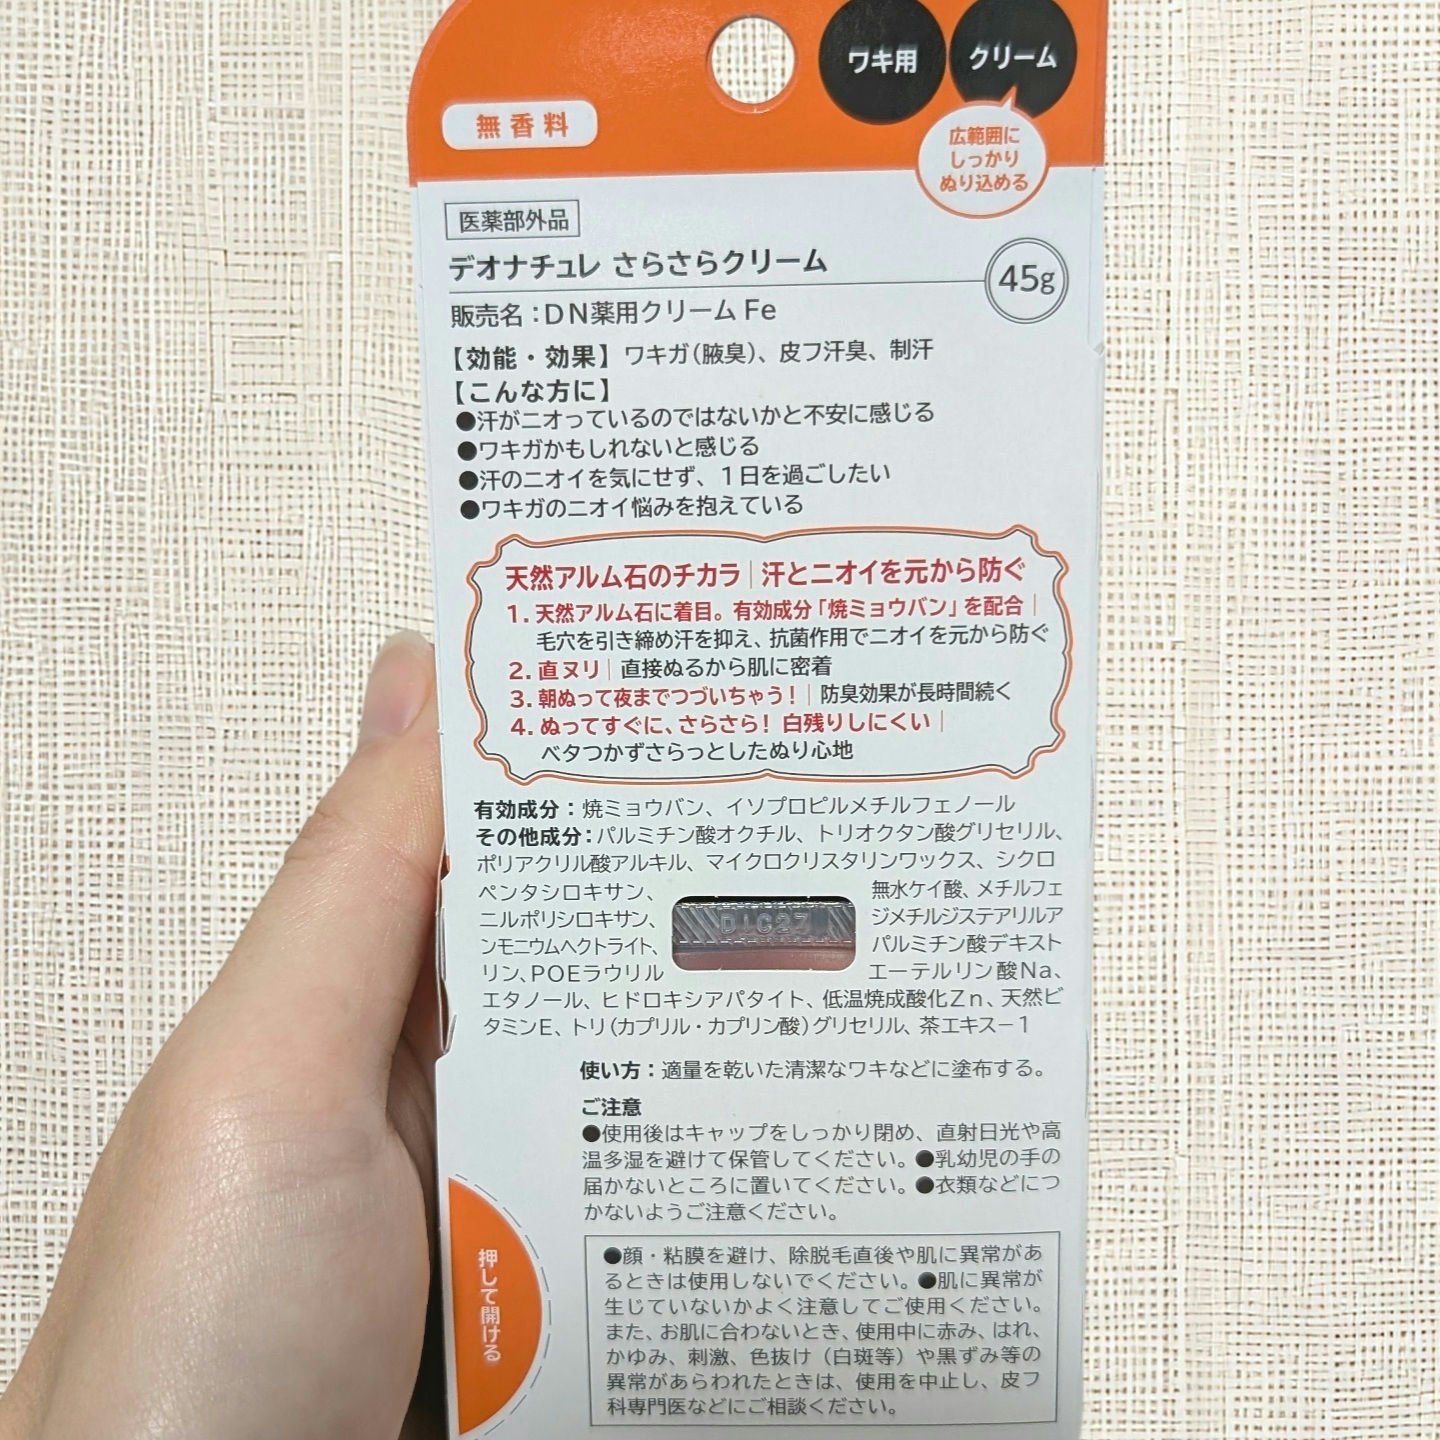 ワキ用
クリーム
無香料
広範囲に
しっかり
ぬり込める
医薬部外品
デオナチュレ さらさらクリーム
45g
販売名：DN薬用クリームFe
【効能・効果】ワキガ（腋臭）、皮フ汗臭、制汗
【こんな方に】
●汗がニオっているのではないかと不安に感じる
●ワキガかもしれないと感じる
●汗のニオイを気にせず、1日を過ごしたい
●ワキガのニオイ悩みを抱えている
天然アルム石のチカラ｜汗とニオイを元から防ぐ
1. 天然アルム石に着目。有効成分「焼ミョウバン」を配合｜
毛穴を引き締め汗を抑え、抗菌作用でニオイを元から防ぐ
2. 直ヌリ｜直接ぬるから肌に密着
3. 朝ぬって夜までつづいちゃう！｜防臭効果が長時間続く
4. ぬってすぐに、さらさら！白残りしにくい｜
ベタつかずさらっとしたぬり心地
有効成分：焼ミョウバン、イソプロピルメチルフェノール
その他成分：パルミチン酸オクチル、トリオクタン酸グリセリル、
ポリアクリル酸アルキル、マイクロクリスタリンワックス、シクロ
ペンタシロキサン、無水ケイ酸、メチルフェ
ニルポリシロキサン、ジメチルジステアリルア
ンモニウムヘクトライト、パルミチン酸デキスト
リン、POEラウリルエーテルリン酸Na、
エタノール、ヒドロキシアパタイト、低温焼成酸化Zn、天然ビ
タミンE、トリ（カプリル・カプリン酸）グリセリル、茶エキス－1
使い方：適量を乾いた清潔なワキなどに塗布する。
ご注意
●使用後はキャップをしっかり閉め、直射日光や高
温多湿を避けて保管してください。●乳幼児の手の
届かないところに置いてください。●衣類などにつ
かないようご注意ください。
●顔・粘膜を避け、除脱毛直後や肌に異常があ
るときは使用しないでください。●肌に異常が
生じていないかよく注意してご使用ください。
また、お肌に合わないとき、使用中に赤み、はれ、
かゆみ、刺激、色抜け（白斑等）や黒ずみ等の
異常があらわれたときは、使用を中止し、皮フ
科専門医などにご相談ください。
押して開ける